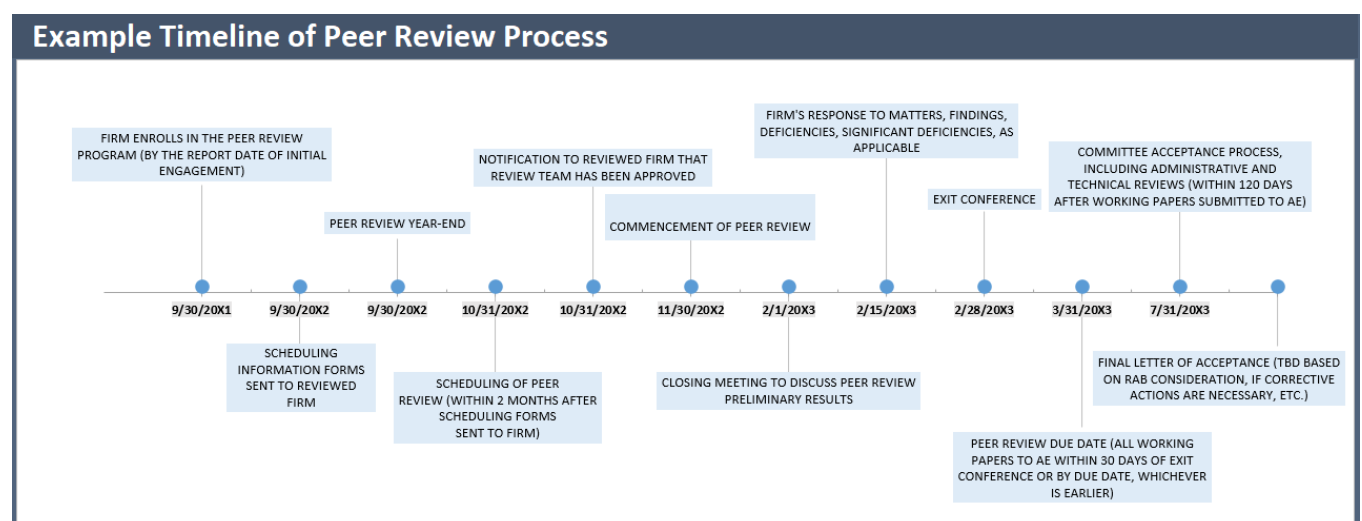 Example Timeline of Peer Review Process
FIRM ENROLLS IN THE PEER REVIEW
PROGRAM (BY THE REPORT DATE OF INITIAL
ENGAGEMENT)
PEER REVIEW YEAR-END
NOTIFICATION TO REVIEWED FIRM THAT
REVIEW TEAM HAS BEEN APPROVED
COMMENCEMENT OF PEER REVIEW
FIRM'S RESPONSE TO MATTERS, FINDINGS,
DEFICIENCIES, SIGNIFICANT DEFICIENCIES, AS
APPLICABLE
EXIT CONFERENCE
COMMITTEE ACCEPTANCE PROCESS,
INCLUDING ADMINISTRATIVE AND
TECHNICAL REVIEWS (WITHIN 120 DAYS
AFTER WORKING PAPERS SUBMITTED TO AE)
9/30/20X1
9/30/20X2
9/30/20X2
10/31/20X2
10/31/20X2
11/30/20X2
2/1/20X3
2/15/20X3
2/28/20X3
3/31/20X3
7/31/20X3
SCHEDULING
INFORMATION FORMS
SENT TO REVIEWED
FIRM
SCHEDULING OF PEER
REVIEW (WITHIN 2 MONTHS AFTER
SCHEDULING FORMS
SENT TO FIRM)
CLOSING MEETING TO DISCUSS PEER REVIEW
PRELIMINARY RESULTS
PEER REVIEW DUE DATE (ALL WORKING
PAPERS TO AE WITHIN 30 DAYS OF EXIT
CONFERENCE OR BY DUE DATE, WHICHEVER
IS EARLIER)
FINAL LETTER OF ACCEPTANCE (TBD BASED
ON RAB CONSIDERATION, IF CORRECTIVE
ACTIONS ARE NECESSARY, ETC.)